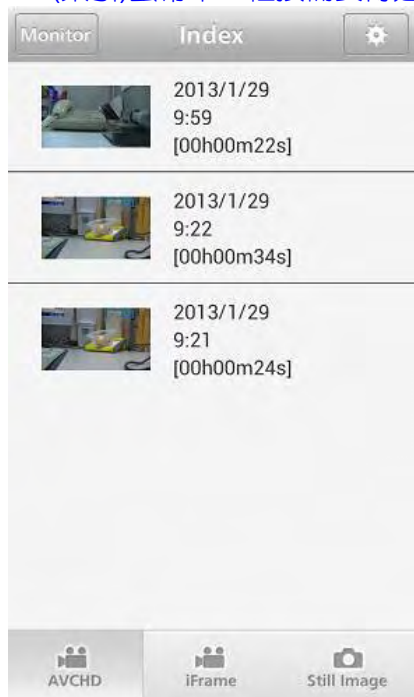 Monitor
Index
2013/1/29
9:59
[00h00m22s]
2013/1/29
9:22
[00h00m34s]
2013/1/29
9:21
[00h00m24s]
AVCHD
iFrame
Still Image